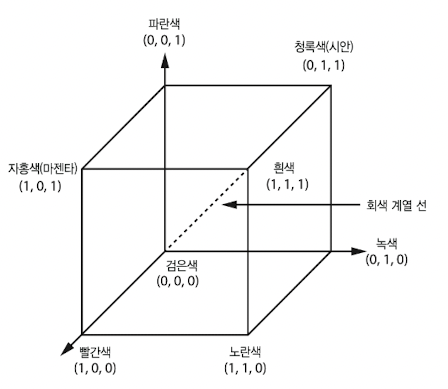 파란색
(0, 0, 1)
청록색(시안)
(0, 1, 1)
자홍색(마젠타)
(1, 0, 1)
흰색
(1, 1, 1)
회색 계열 선
녹색
(0, 1, 0)
검은색
(0, 0, 0)
빨간색
(1, 0, 0)
노란색
(1, 1, 0)